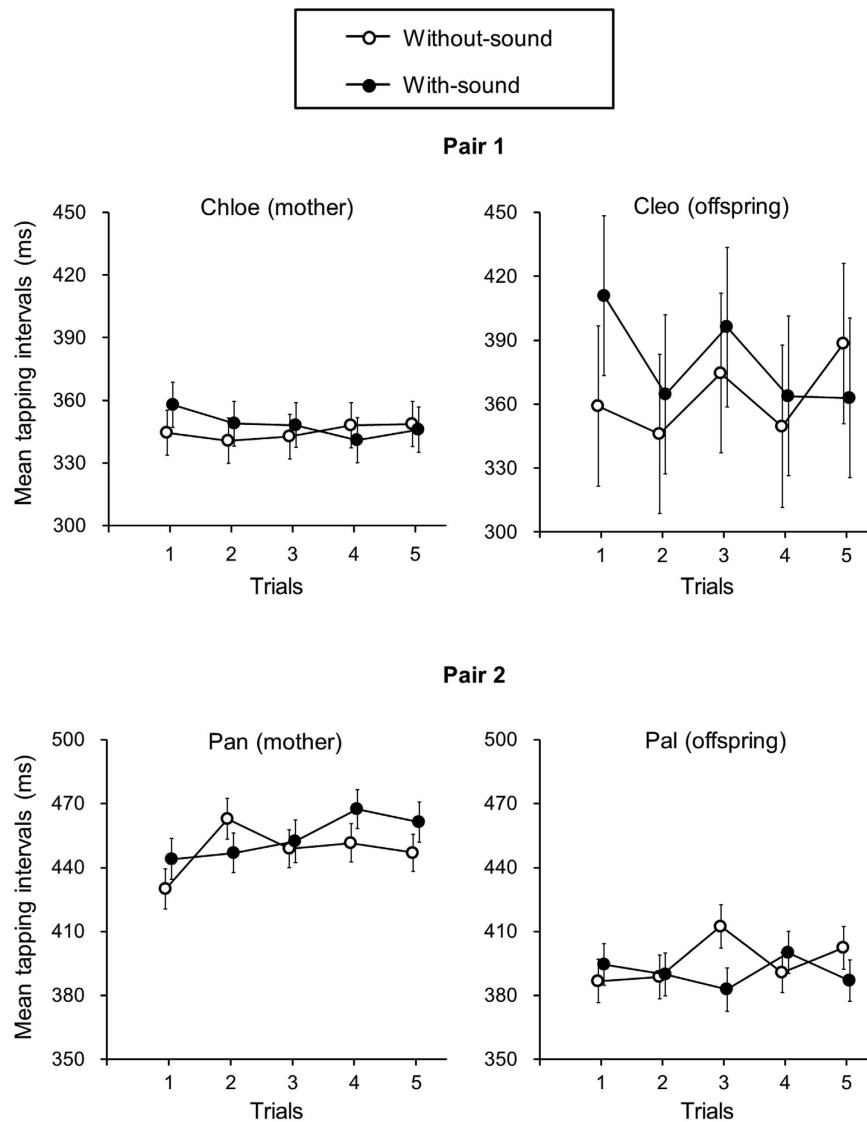 Without-sound
With-sound
Pair 1
Chloe (mother)
Mean tapping intervals (ms)
450
420
390
360
330
300
1 2 3 4 5
Trials
Cleo (offspring)
450
420
390
360
330
300
1 2 3 4 5
Trials
Pair 2
Pan (mother)
Mean tapping intervals (ms)
500
470
440
410
380
350
1 2 3 4 5
Trials
Pal (offspring)
500
470
440
410
380
350
1 2 3 4 5
Trials